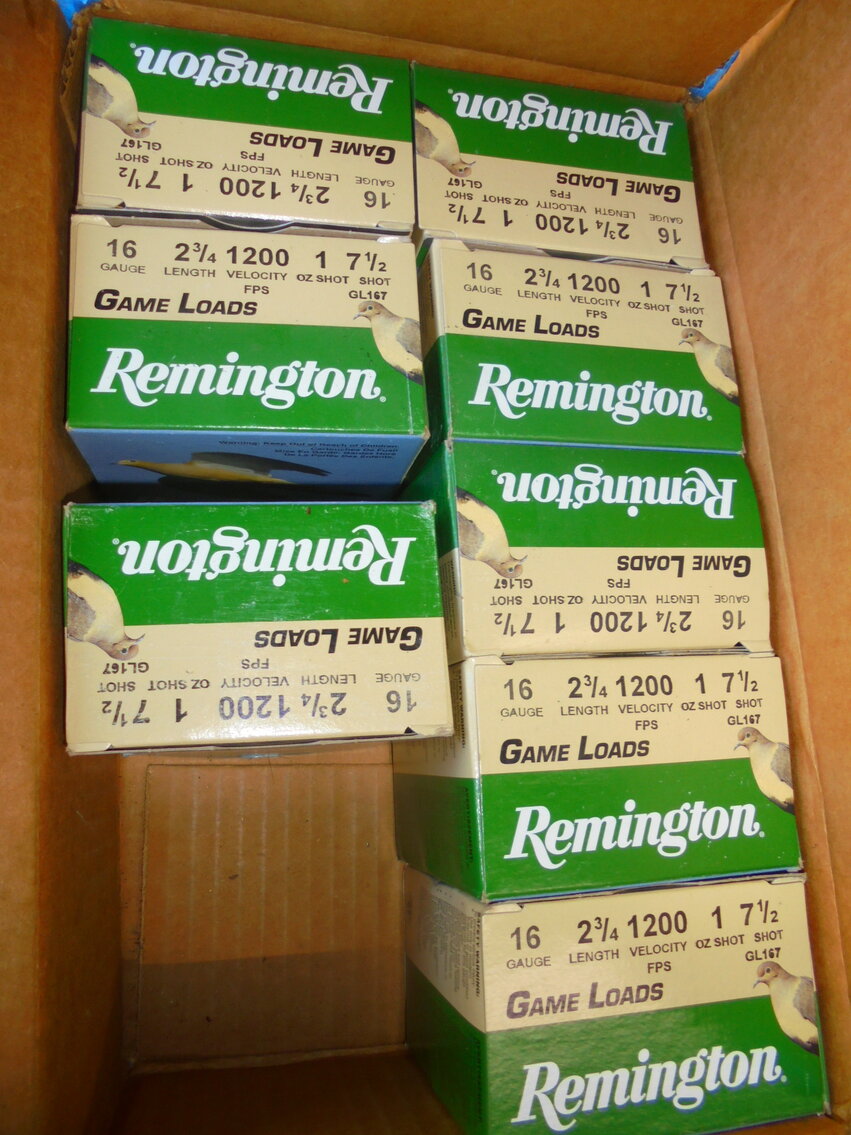 Remington®
GAME LOADS
16 2¾ 1200 1 7½
GAUGE LENGTH VELOCITY OZ SHOT SHOT
FPS GL167
Remington®
GAME LOADS
16 2¾ 1200 1 7½
GAUGE LENGTH VELOCITY OZ SHOT SHOT
FPS GL167
16 2¾ 1200 1 7½
GAUGE LENGTH VELOCITY OZ SHOT SHOT
FPS GL167
GAME LOADS
Remington®
Warning: Keep Out of Reach of Children
16 2¾ 1200 1 7½
GAUGE LENGTH VELOCITY OZ SHOT SHOT
FPS GL167
GAME LOADS
Remington®
Remington®
GAME LOADS
16 2¾ 1200 1 7½
GAUGE LENGTH VELOCITY OZ SHOT SHOT
FPS GL167
Remington®
GAME LOADS
16 2¾ 1200 1 7½
GAUGE LENGTH VELOCITY OZ SHOT SHOT
FPS GL167
16 2¾ 1200 1 7½
GAUGE LENGTH VELOCITY OZ SHOT SHOT
FPS GL167
GAME LOADS
Remington®
16 2¾ 1200 1 7½
GAUGE LENGTH VELOCITY OZ SHOT SHOT
FPS GL167
GAME LOADS
Remington®